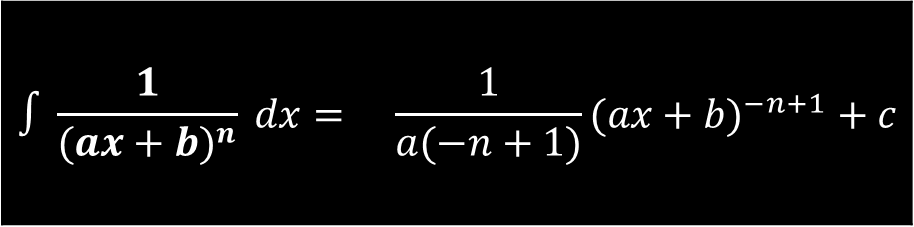 ∫ 1/(ax + b)ⁿ dx = 1/a(−n + 1) (ax + b)⁻ⁿ⁺¹ + c